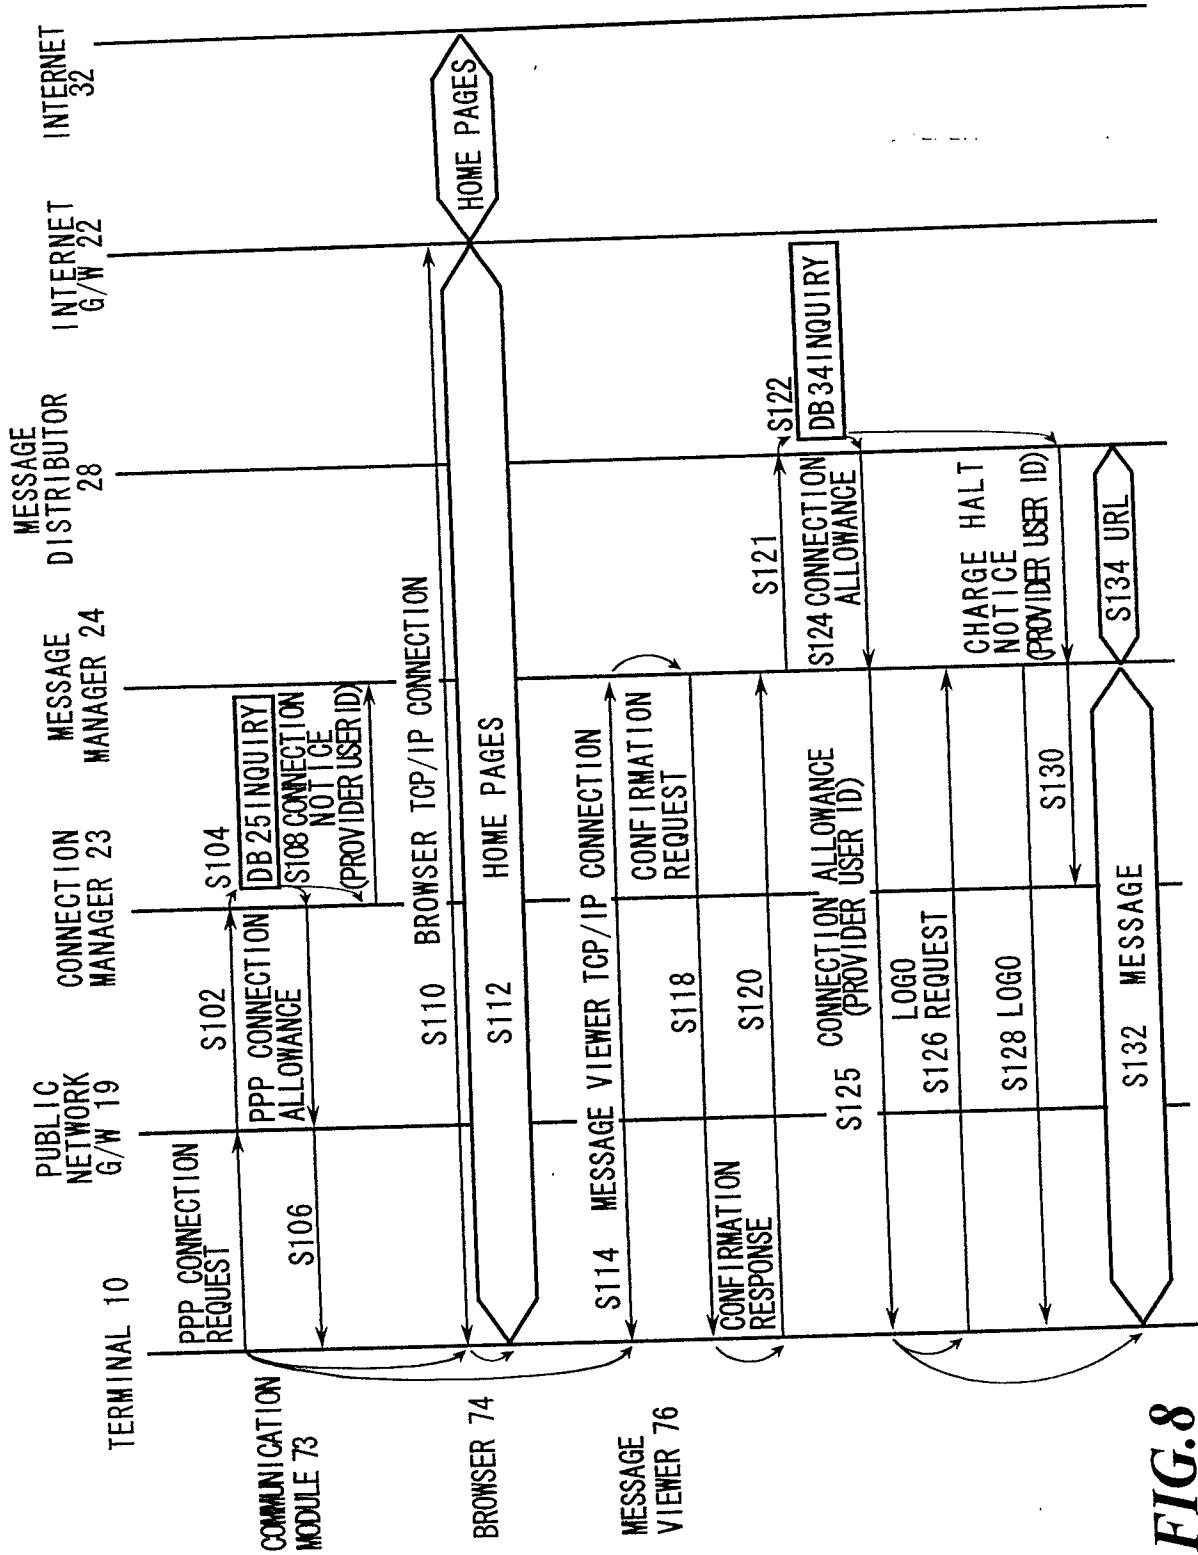 TERMINAL 10
PUBLIC
NETWORK
G/W 19
CONNECTION
MANAGER 23
MESSAGE
MANAGER 24
MESSAGE
DISTRIBUTOR
28
INTERNET
G/W 22
INTERNET
32
COMMUNICATION
MODULE 73
PPP CONNECTION
REQUEST
S102
S104
DB25INQUIRY
PPP CONNECTION
ALLOWANCE
S106
S108 CONNECTION
NOTICE
(PROVIDER USER ID)
BROWSER 74
S110 BROWSER TCP/IP CONNECTION
S112 HOME PAGES
HOME PAGES
MESSAGE
VIEWER 76
S114 MESSAGE VIEWER TCP/IP CONNECTION
S118
CONFIRMATION
REQUEST
CONFIRMATION
RESPONSE
S120
S121
S122
DB34INQUIRY
S124 CONNECTION
ALLOWANCE
S125 CONNECTION ALLOWANCE
(PROVIDER USER ID)
LOGO
S126 REQUEST
S128 LOGO
CHARGE HALT
NOTICE
(PROVIDER USER ID)
S130
S132 MESSAGE
S134 URL
FIG.8